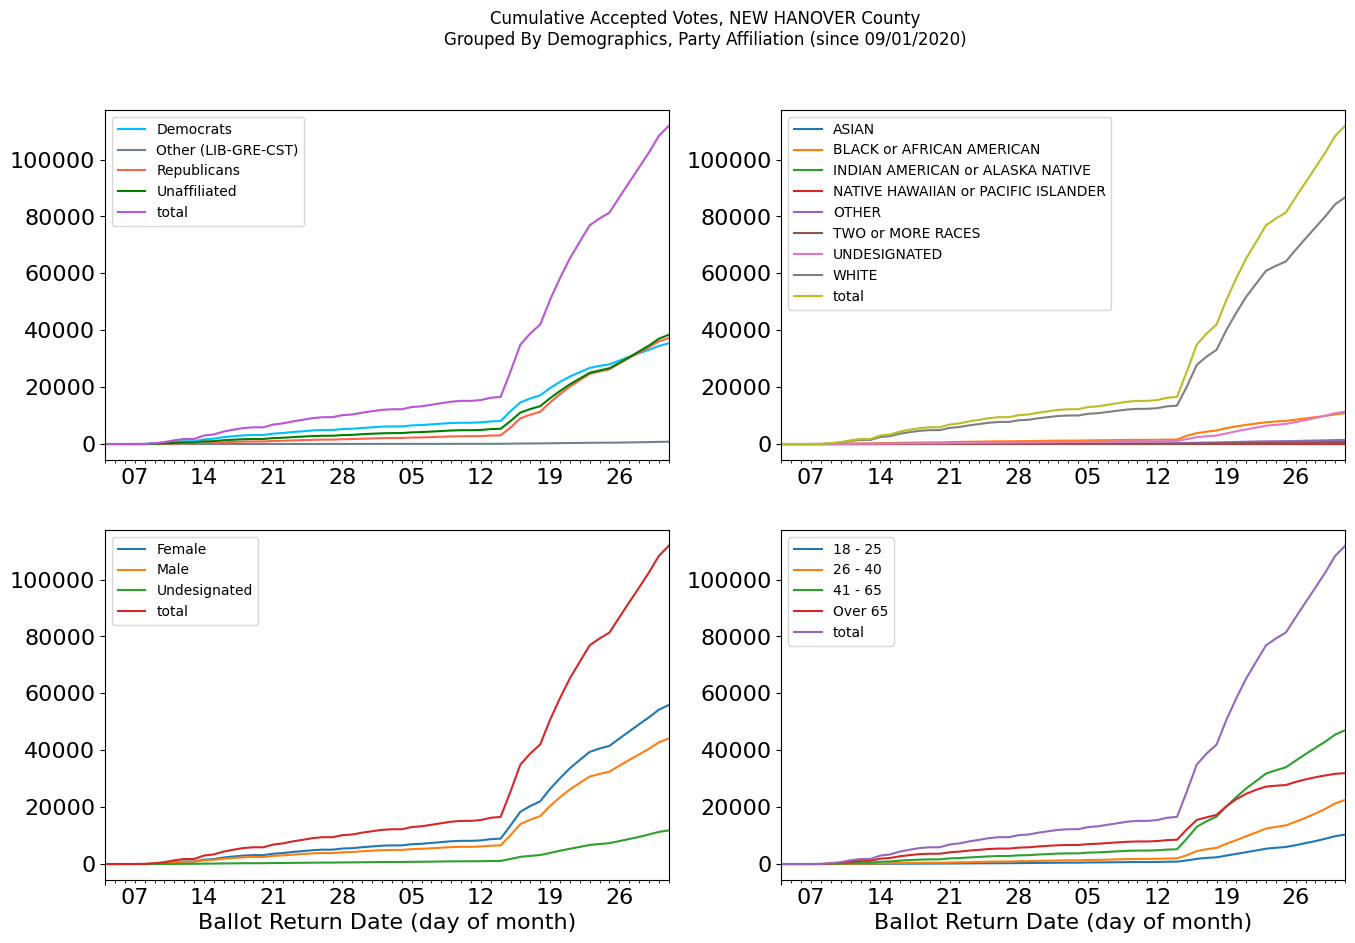 Cumulative Accepted Votes, NEW HANOVER County
Grouped By Demographics, Party Affiliation (since 09/01/2020)
Democrats
Other (LIB-GRE-CST)
Republicans
Unaffiliated
total
100000
80000
60000
40000
20000
0
07 14 21 28 05 12 19 26
ASIAN
BLACK or AFRICAN AMERICAN
INDIAN AMERICAN or ALASKA NATIVE
NATIVE HAWAIIAN or PACIFIC ISLANDER
OTHER
TWO or MORE RACES
UNDESIGNATED
WHITE
total
100000
80000
60000
40000
20000
0
07 14 21 28 05 12 19 26
Female
Male
Undesignated
total
100000
80000
60000
40000
20000
0
07 14 21 28 05 12 19 26
Ballot Return Date (day of month)
18 - 25
26 - 40
41 - 65
Over 65
total
100000
80000
60000
40000
20000
0
07 14 21 28 05 12 19 26
Ballot Return Date (day of month)